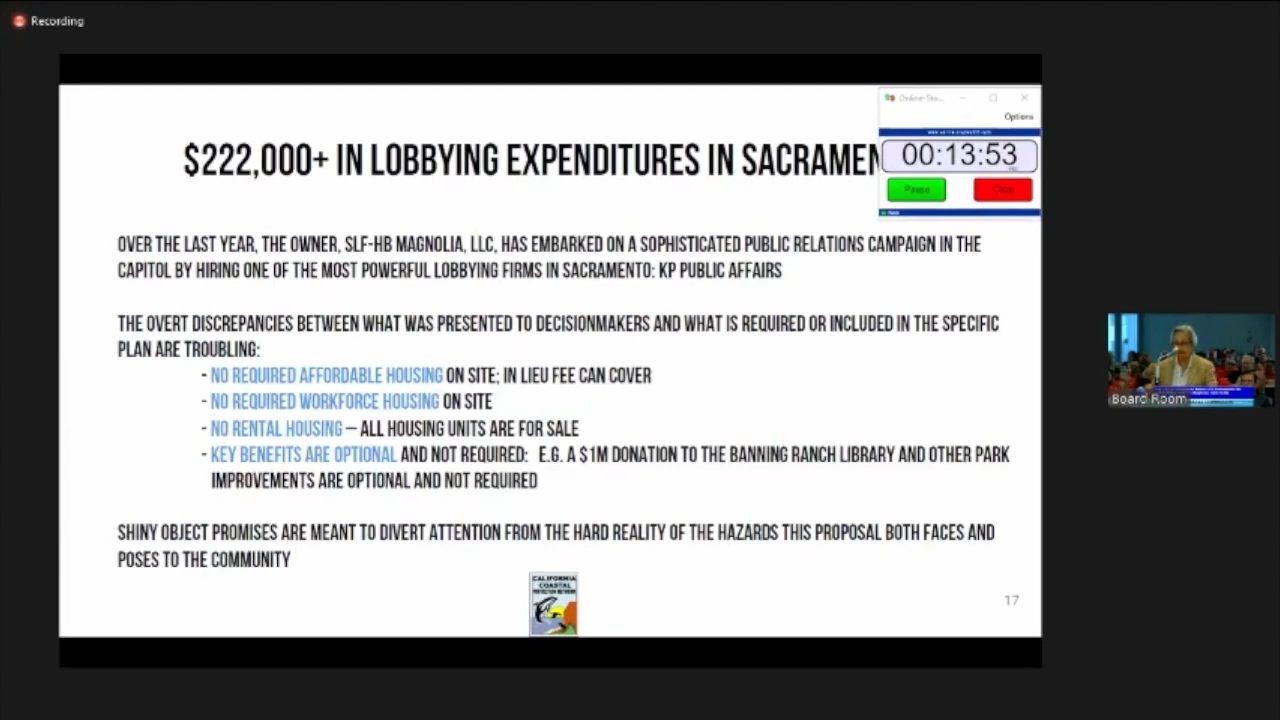 Recording
$222,000+ IN LOBBYING EXPENDITURES IN SACRAMEN
Options
00:13:53
Pause
Clear
OVER THE LAST YEAR, THE OWNER, SLF-HB MAGNOLIA, LLC, HAS EMBARKED ON A SOPHISTICATED PUBLIC RELATIONS CAMPAIGN IN THE
CAPITOL BY HIRING ONE OF THE MOST POWERFUL LOBBYING FIRMS IN SACRAMENTO: KP PUBLIC AFFAIRS
THE OVERT DISCREPANCIES BETWEEN WHAT WAS PRESENTED TO DECISIONMAKERS AND WHAT IS REQUIRED OR INCLUDED IN THE SPECIFIC
PLAN ARE TROUBLING:
- NO REQUIRED AFFORDABLE HOUSING ON SITE; IN LIEU FEE CAN COVER
- NO REQUIRED WORKFORCE HOUSING ON SITE
- NO RENTAL HOUSING – ALL HOUSING UNITS ARE FOR SALE
- KEY BENEFITS ARE OPTIONAL AND NOT REQUIRED: E.G. A $1M DONATION TO THE BANNING RANCH LIBRARY AND OTHER PARK
IMPROVEMENTS ARE OPTIONAL AND NOT REQUIRED
SHINY OBJECT PROMISES ARE MEANT TO DIVERT ATTENTION FROM THE HARD REALITY OF THE HAZARDS THIS PROPOSAL BOTH FACES AND
POSES TO THE COMMUNITY
CALIFORNIA
COASTAL
PROTECTION NETWORK
17
Board Room